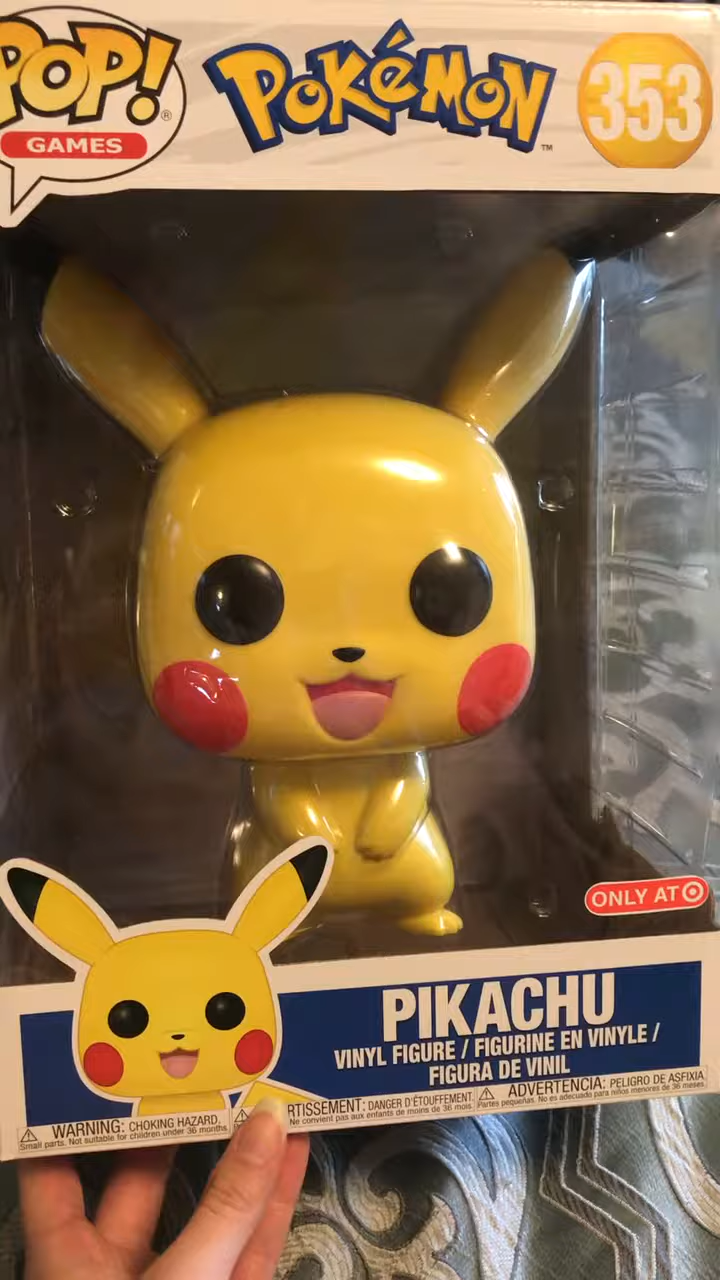 POP!
GAMES
POKéMON
353
ONLY AT
PIKACHU
VINYL FIGURE / FIGURINE EN VINYLE /
FIGURA DE VINIL
WARNING: CHOKING HAZARD.
Small parts. Not suitable for children under 36 months.
RTISSEMENT: DANGER D'ÉTOUFFEMENT.
Ne convient pas aux enfants de moins de 36 mois.
ADVERTENCIA: PELIGRO DE ASFIXIA
Partes pequeñas. No es adecuado para niños menores de 36 meses.